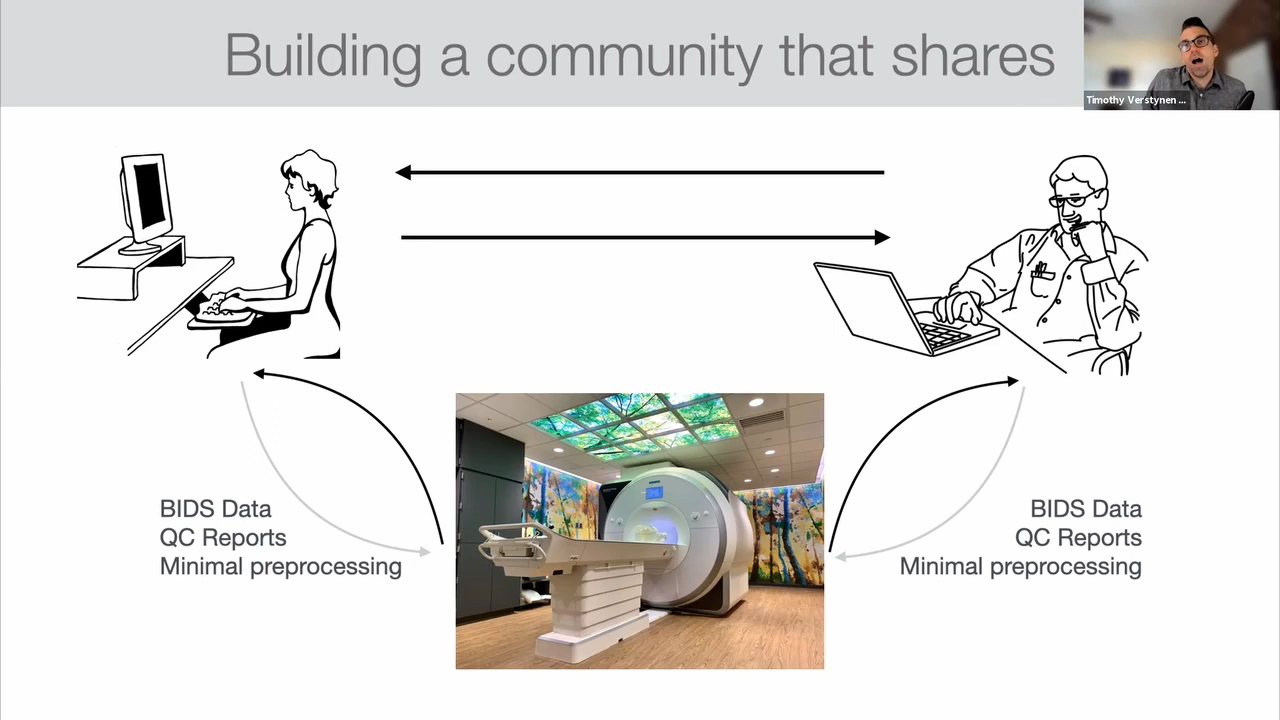 Building a community that shares
Timothy Verstynen ...
BIDS Data
QC Reports
Minimal preprocessing
BIDS Data
QC Reports
Minimal preprocessing